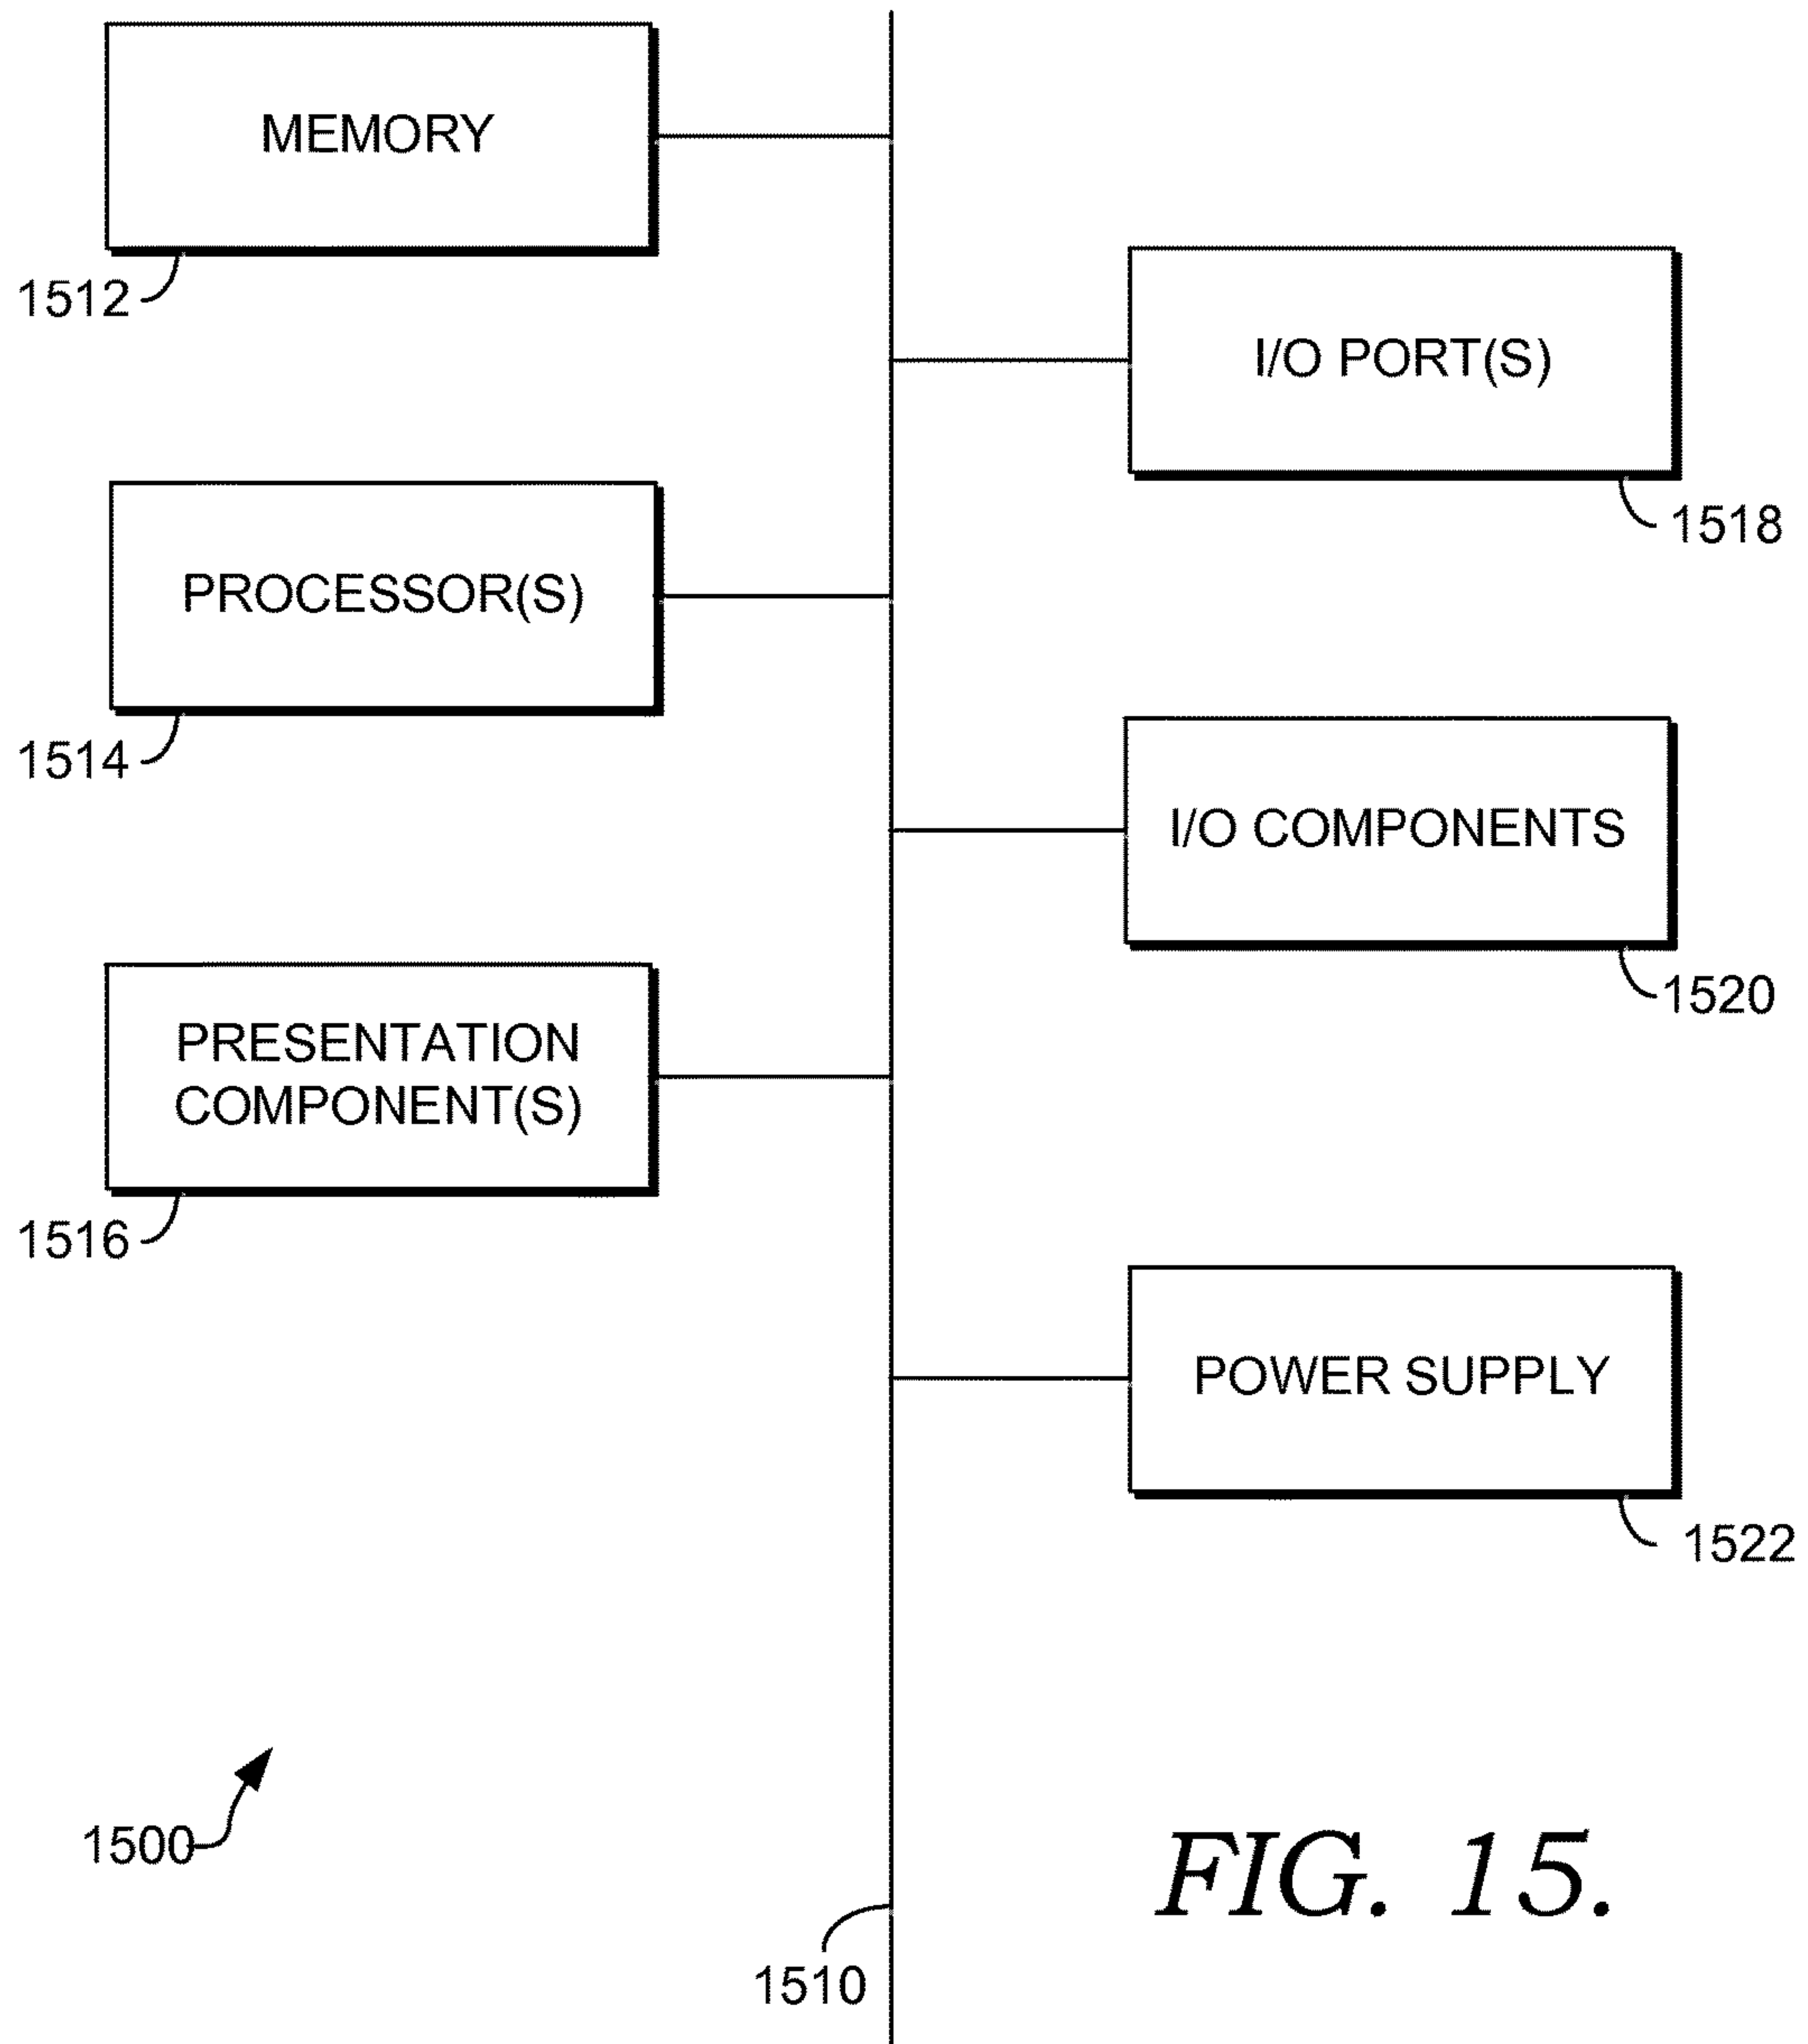 MEMORY
1512
I/O PORT(S)
1518
PROCESSOR(S)
1514
I/O COMPONENTS
1520
PRESENTATION
COMPONENT(S)
1516
POWER SUPPLY
1522
1500
FIG. 15.
1510